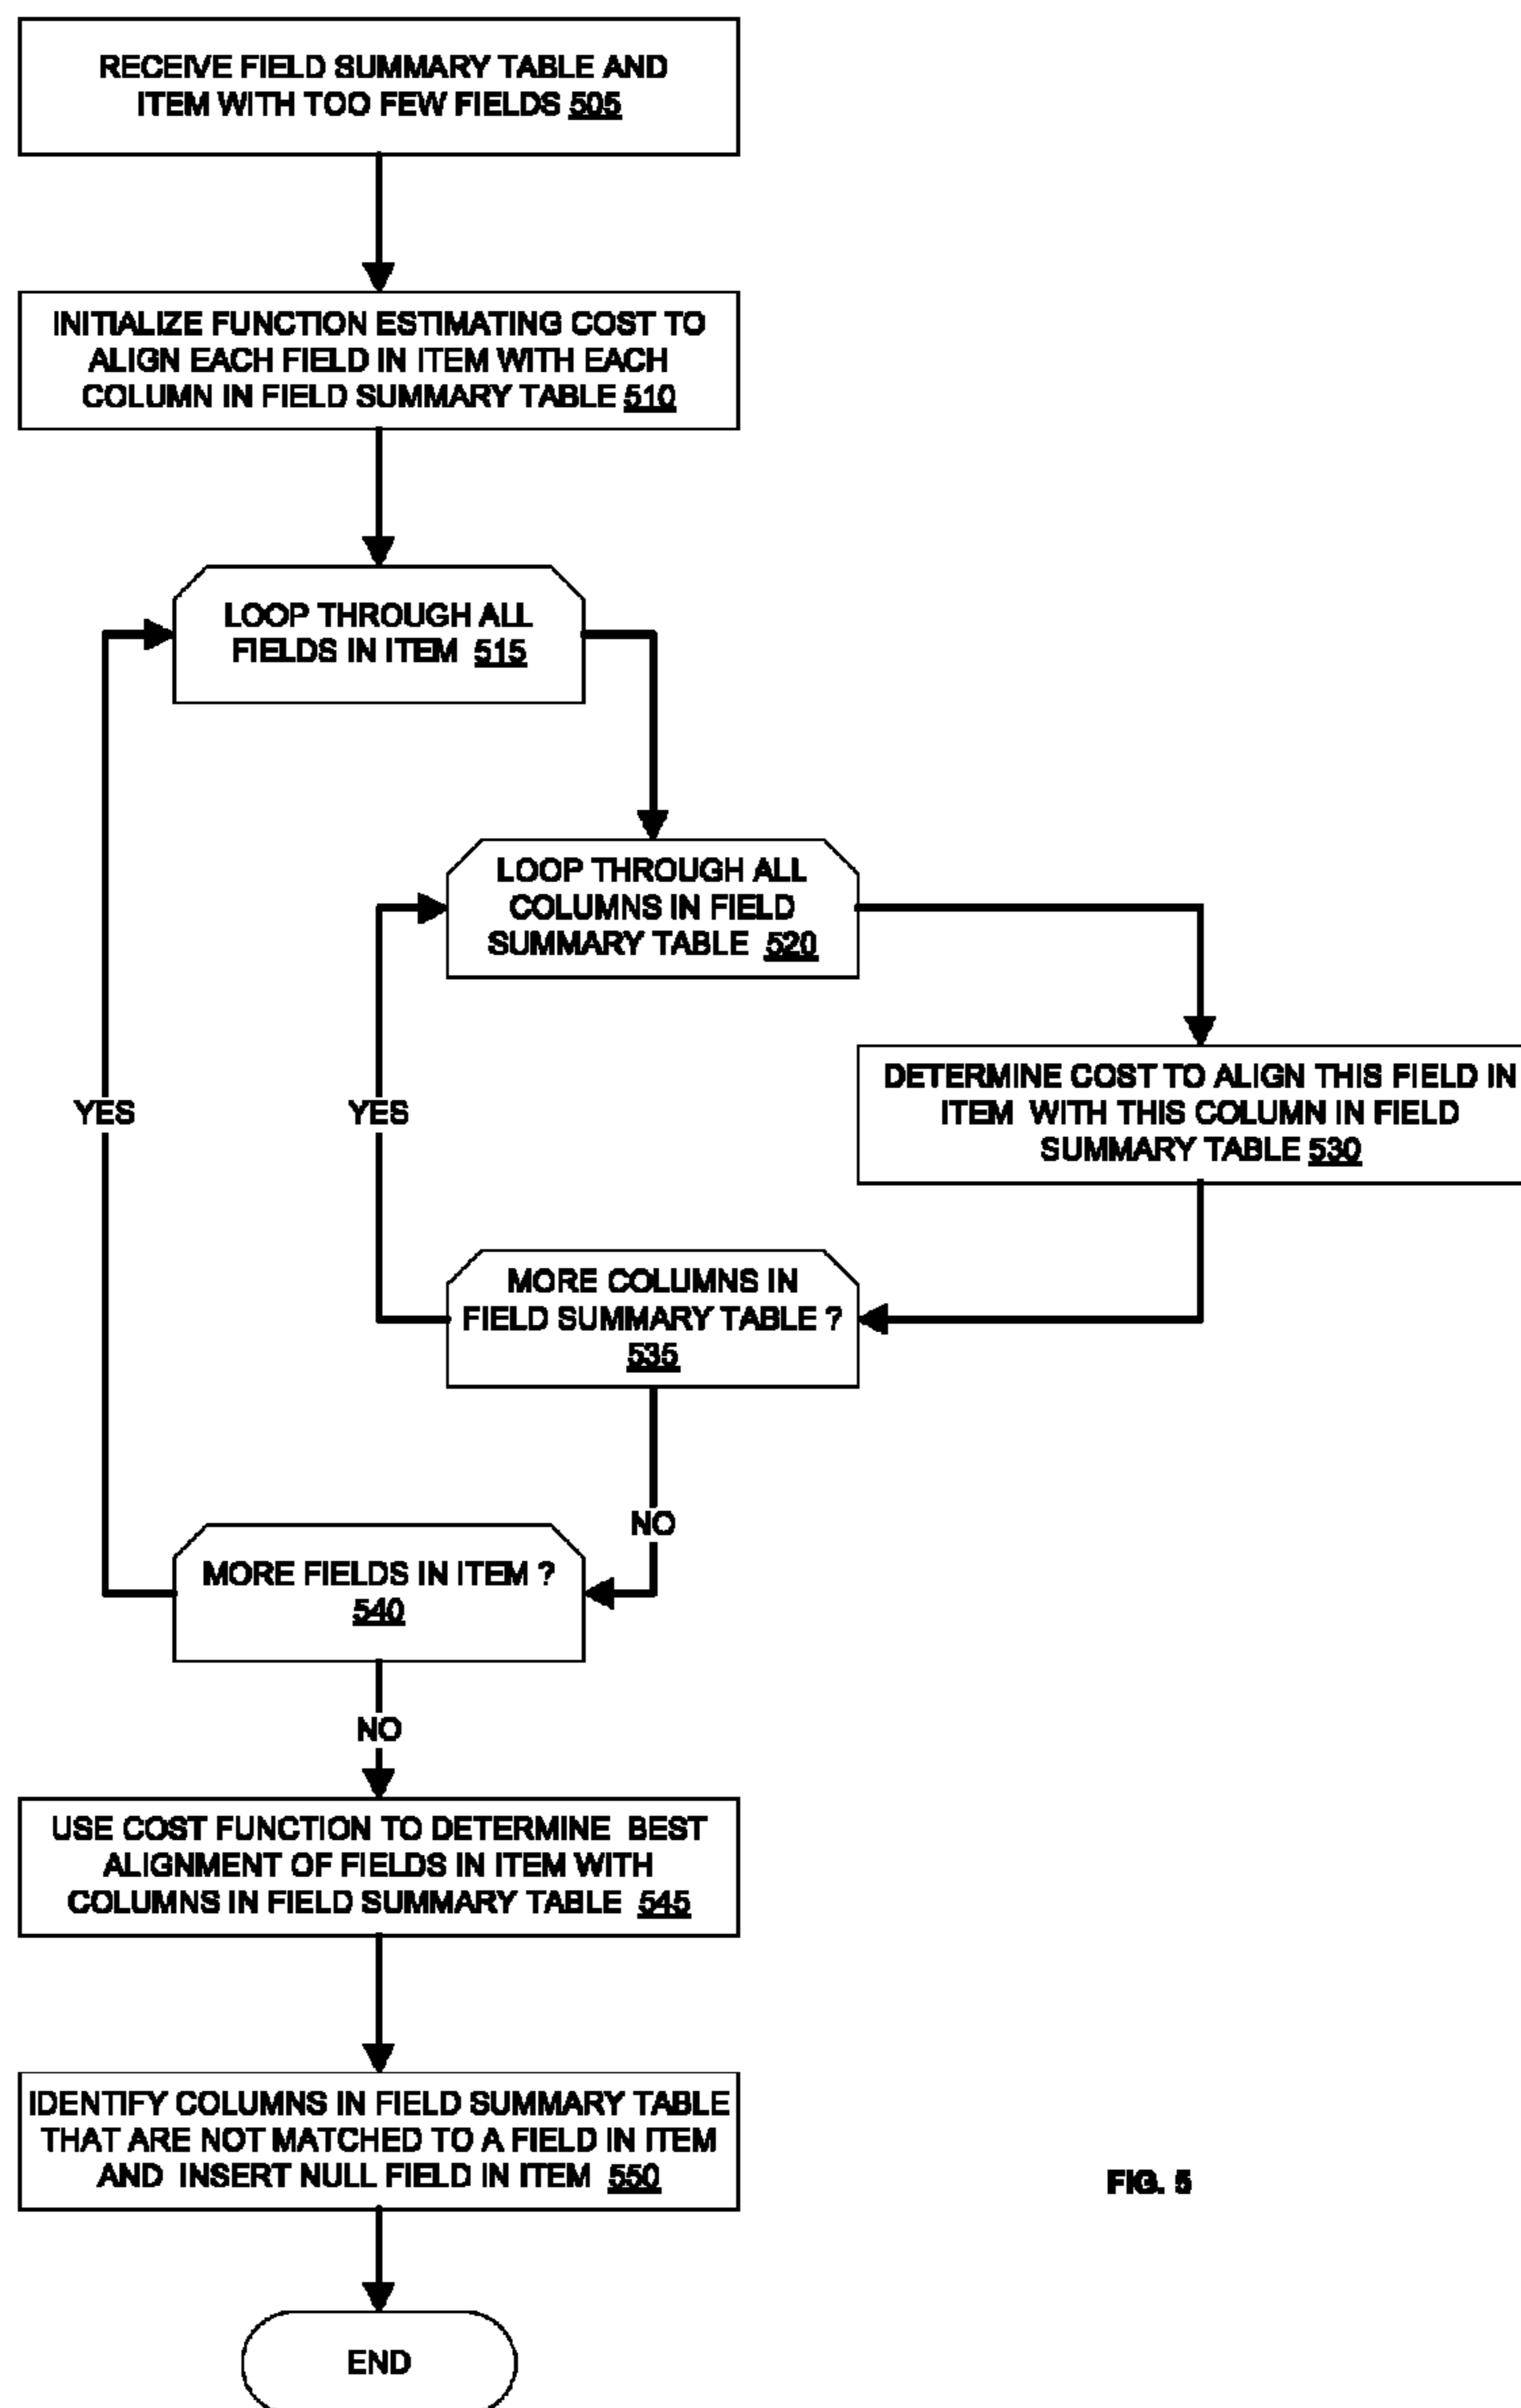 RECEIVE FIELD SUMMARY TABLE AND
ITEM WITH TOO FEW FIELDS 505
INITIALIZE FUNCTION ESTIMATING COST TO
ALIGN EACH FIELD IN ITEM WITH EACH
COLUMN IN FIELD SUMMARY TABLE 510
LOOP THROUGH ALL
FIELDS IN ITEM 515
LOOP THROUGH ALL
COLUMNS IN FIELD
SUMMARY TABLE 520
DETERMINE COST TO ALIGN THIS FIELD IN
ITEM WITH THIS COLUMN IN FIELD
SUMMARY TABLE 530
YES
YES
MORE COLUMNS IN
FIELD SUMMARY TABLE ?
535
NO
MORE FIELDS IN ITEM ?
540
NO
USE COST FUNCTION TO DETERMINE BEST
ALIGNMENT OF FIELDS IN ITEM WITH
COLUMNS IN FIELD SUMMARY TABLE 545
IDENTIFY COLUMNS IN FIELD SUMMARY TABLE
THAT ARE NOT MATCHED TO A FIELD IN ITEM
AND INSERT NULL FIELD IN ITEM 550
FIG. 5
END